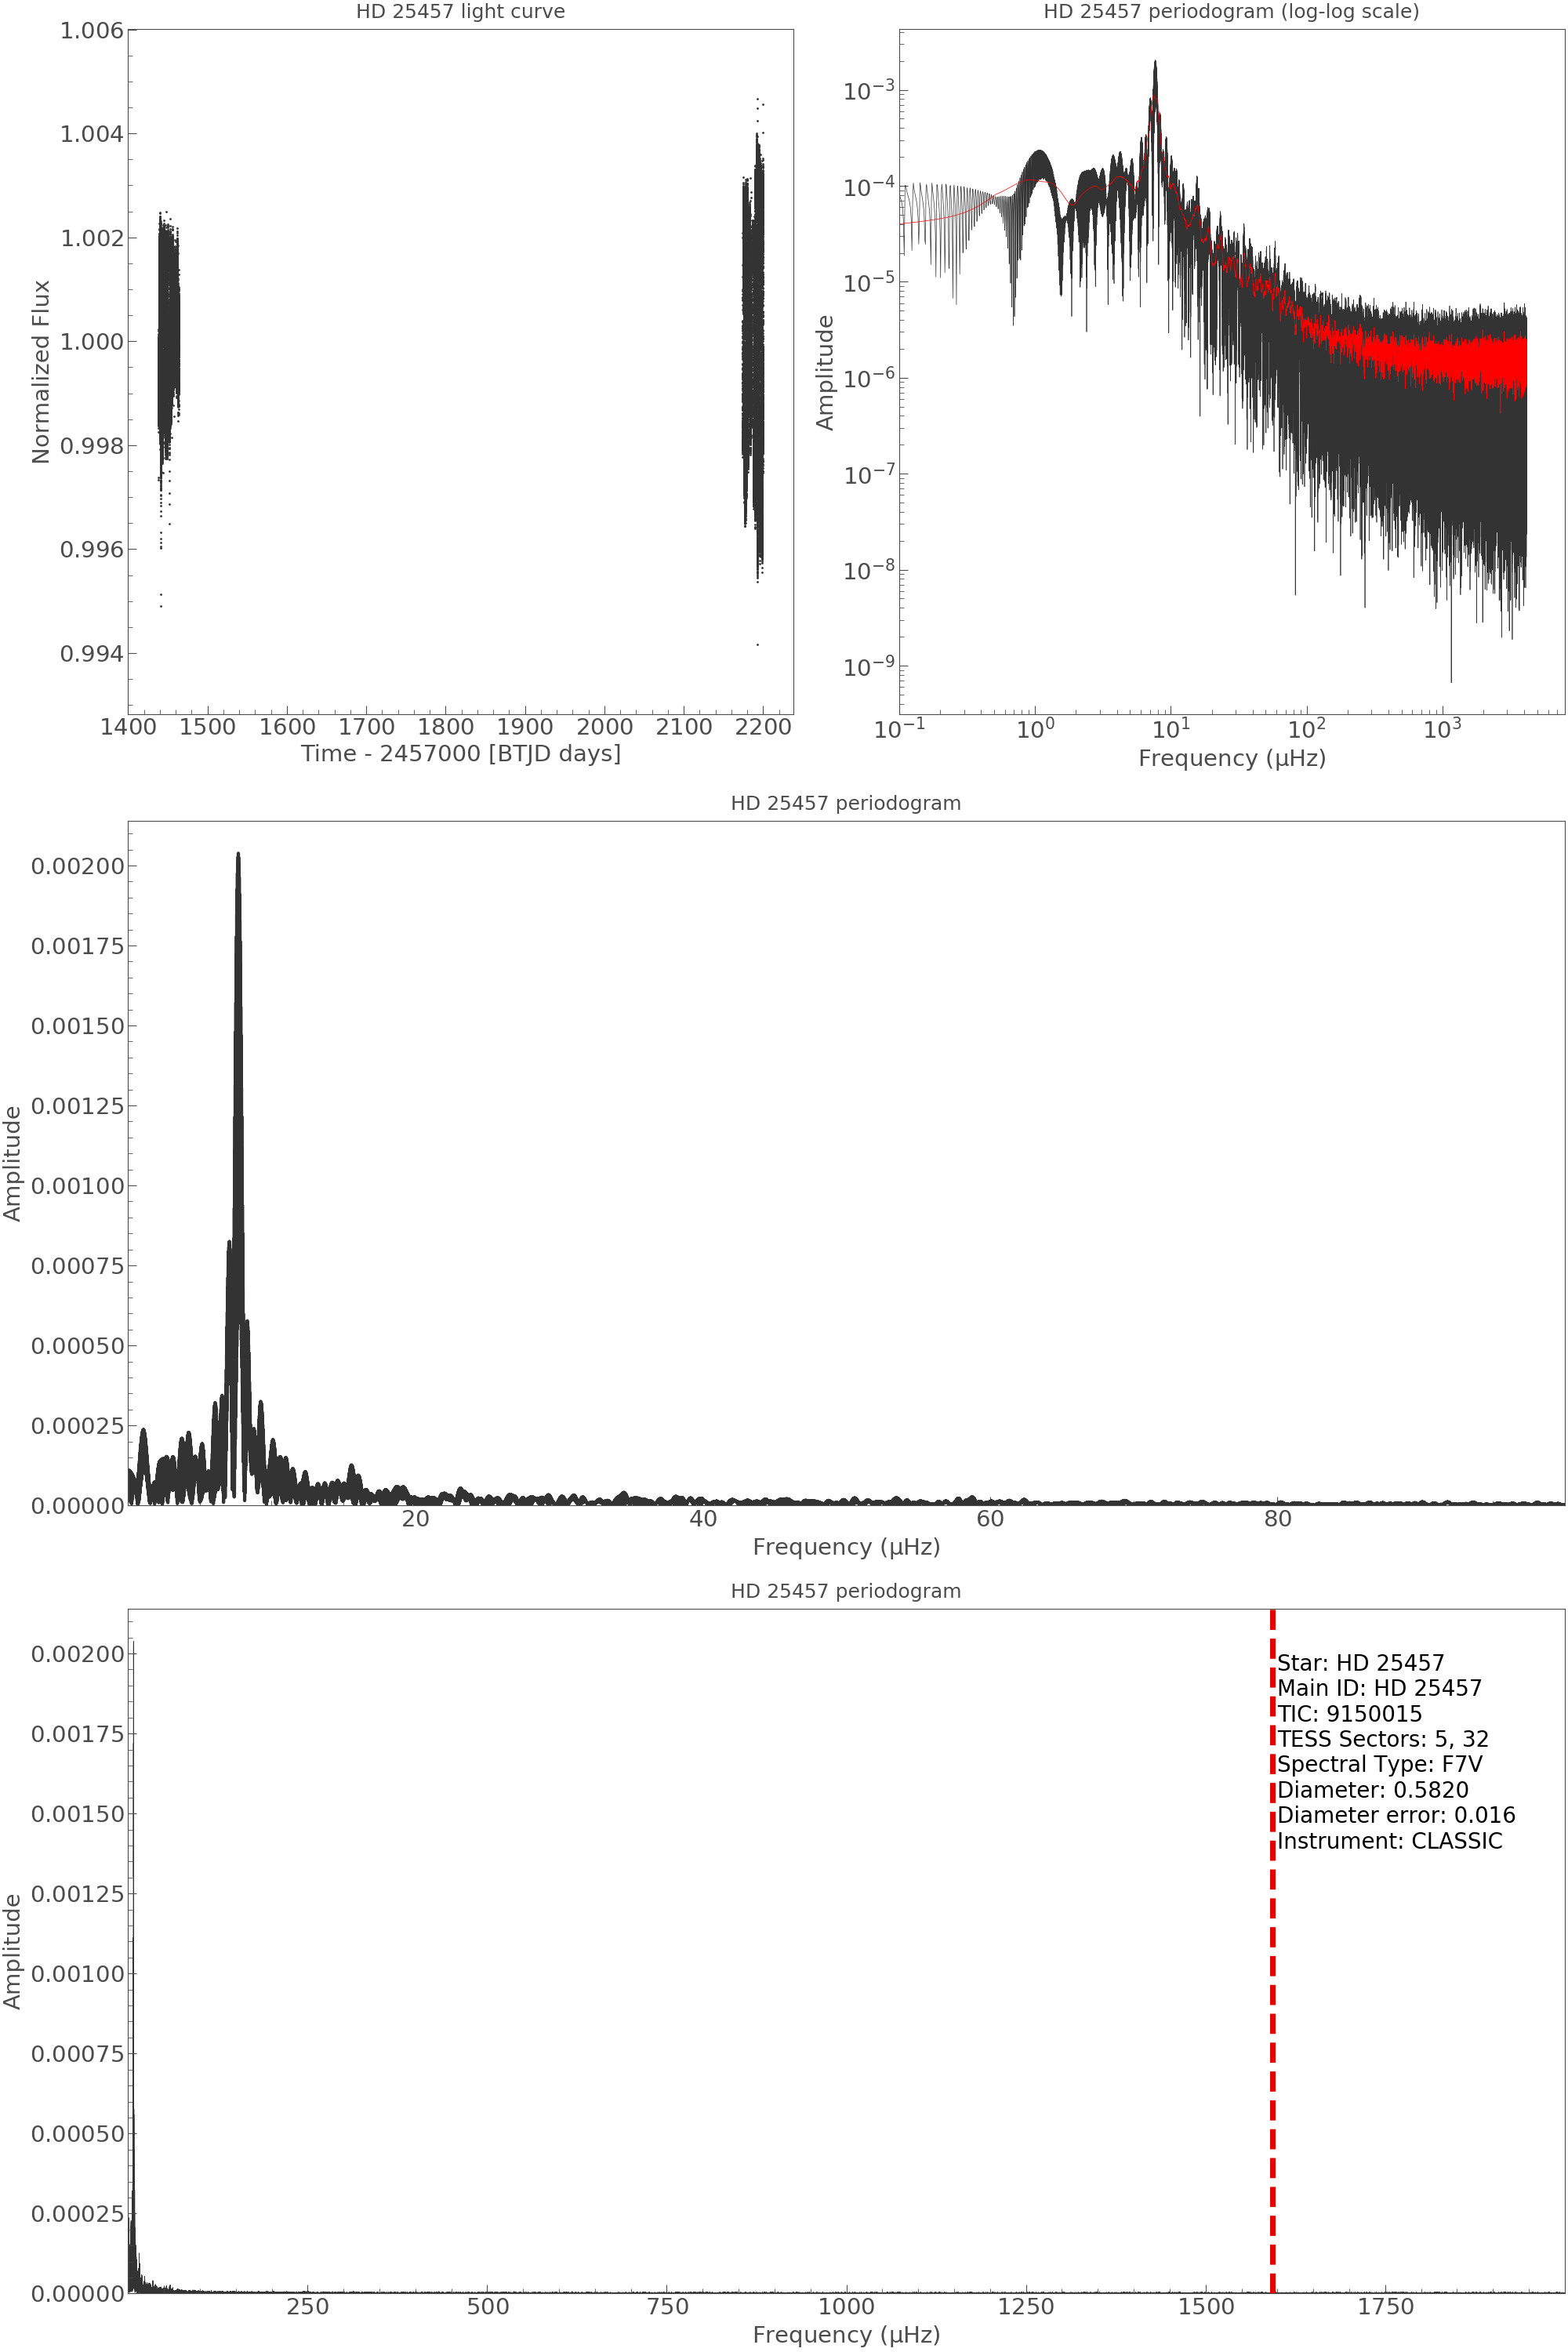 HD 25457 light curve
1.006
1.004
1.002
1.000
0.998
0.996
0.994
Normalized Flux
1400 1500 1600 1700 1800 1900 2000 2100 2200
Time - 2457000 [BTJD days]
HD 25457 periodogram (log-log scale)
10⁻³
10⁻⁴
10⁻⁵
10⁻⁶
10⁻⁷
10⁻⁸
10⁻⁹
Amplitude
10⁻¹ 10⁰ 10¹ 10² 10³
Frequency (μHz)
HD 25457 periodogram
0.00200
0.00175
0.00150
0.00125
0.00100
0.00075
0.00050
0.00025
0.00000
Amplitude
20 40 60 80
Frequency (μHz)
HD 25457 periodogram
0.00200
0.00175
0.00150
0.00125
0.00100
0.00075
0.00050
0.00025
0.00000
Amplitude
Star: HD 25457
Main ID: HD 25457
TIC: 9150015
TESS Sectors: 5, 32
Spectral Type: F7V
Diameter: 0.5820
Diameter error: 0.016
Instrument: CLASSIC
250 500 750 1000 1250 1500 1750
Frequency (μHz)